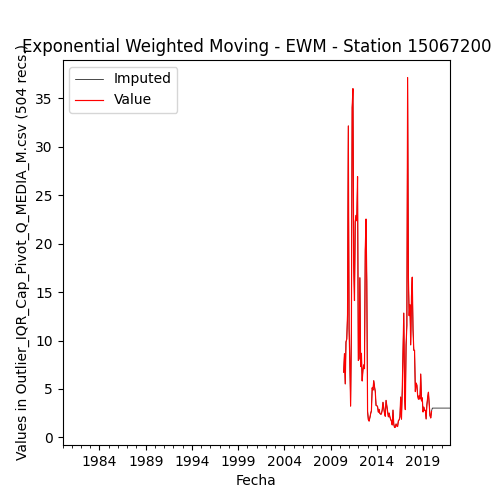 Exponential Weighted Moving - EWM - Station 15067200
Imputed
Value
Values in Outlier_IQR_Cap_Pivot_Q_MEDIA_M.csv (504 recs.)
35
30
25
20
15
10
5
0
1984 1989 1994 1999 2004 2009 2014 2019
Fecha